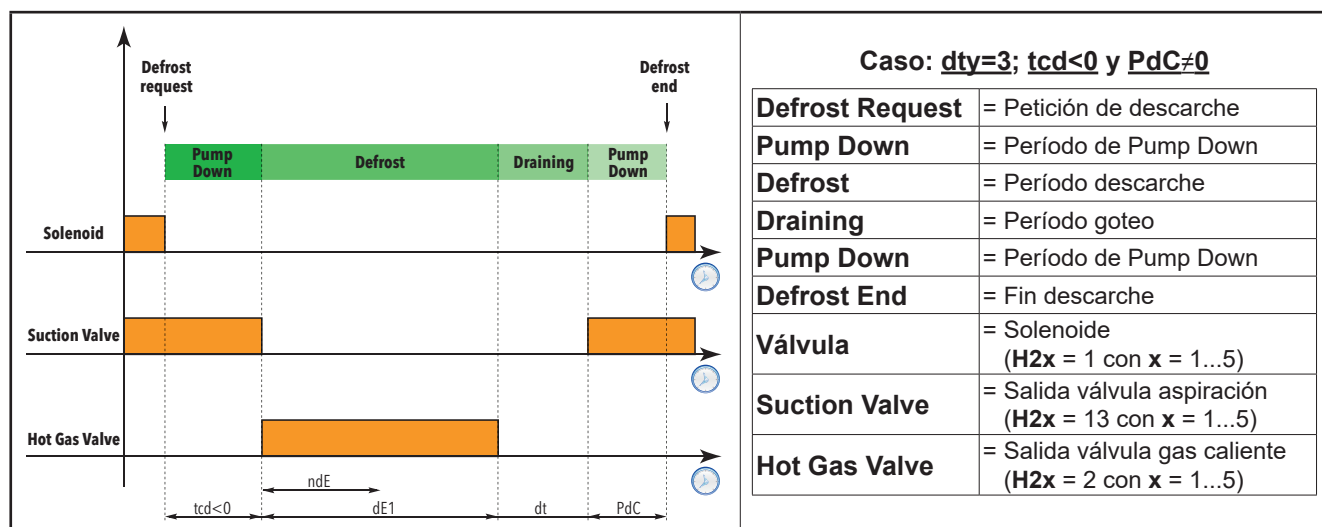 Defrost
request
Defrost
end
Pump
Down
Defrost
Draining
Pump
Down
Solenoid
Suction Valve
Hot Gas Valve
ndE
tcd<0
dE1
dt
PdC
Caso: dty=3; tcd<0 y PdC≠0
Defrost Request = Petición de descarche
Pump Down = Período de Pump Down
Defrost = Período descarche
Draining = Período goteo
Pump Down = Período de Pump Down
Defrost End = Fin descarche
Válvula = Solenoide
(H2x = 1 con x = 1...5)
Suction Valve = Salida válvula aspiración
(H2x = 13 con x = 1...5)
Hot Gas Valve = Salida válvula gas caliente
(H2x = 2 con x = 1...5)